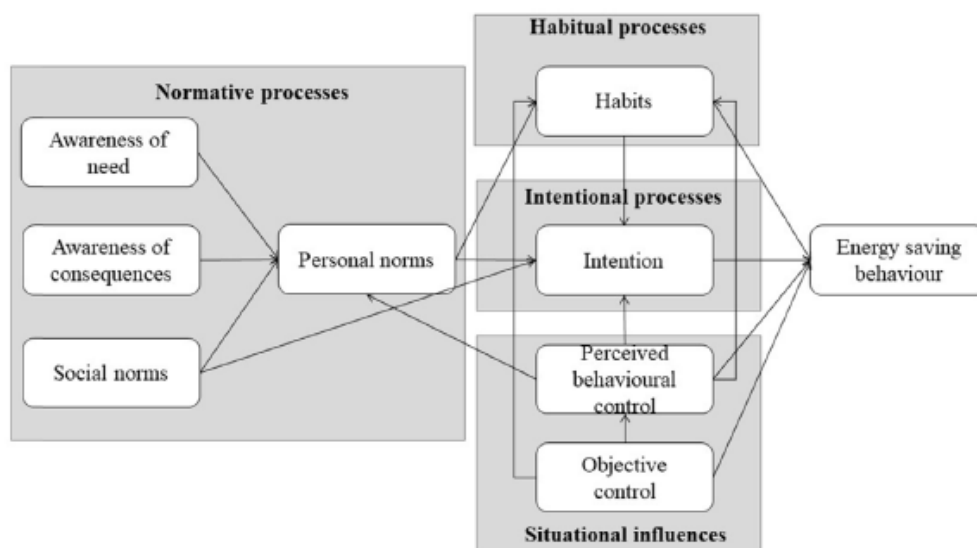 Habitual processes
Habits
Normative processes
Awareness of
need
Awareness of
consequences
Social norms
Personal norms
Intentional processes
Intention
Energy saving
behaviour
Perceived
behavioural
control
Objective
control
Situational influences